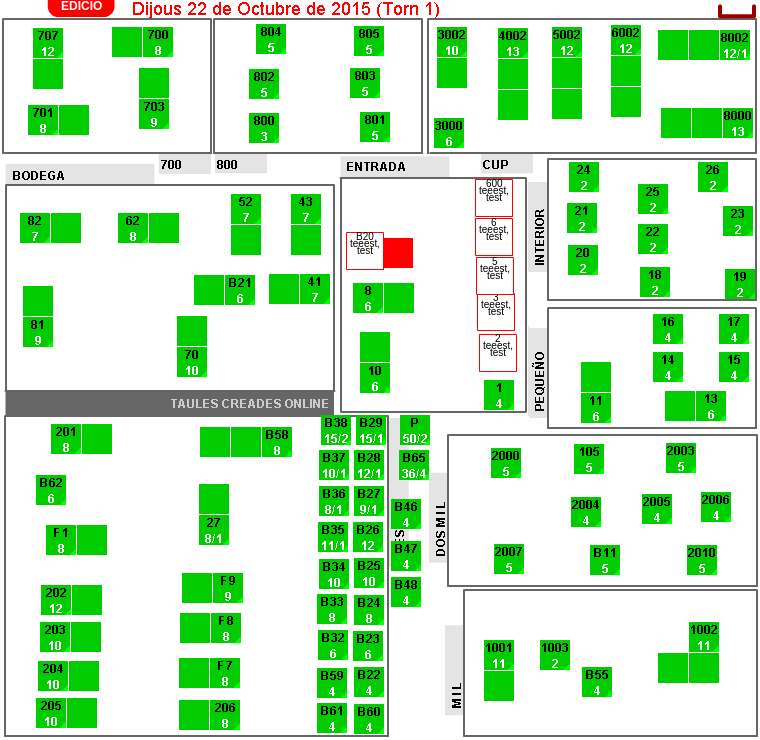 EDICIO
Dijous 22 de Octubre de 2015 (Torn 1)
707
12
700
8
701
8
703
9
804
5
805
5
802
5
803
5
800
3
801
5
3002
10
4002
13
5002
12
6002
12
8002
12/1
3000
6
8000
13
700
800
BODEGA
ENTRADA
CUP
INTERIOR
82
7
62
8
52
7
43
7
B21
6
41
7
81
9
70
10
TAULES CREADES ONLINE
600
teeest,
test
B20
teeest,
test
6
teeest,
test
5
teeest,
test
3
teeest,
test
2
teeest,
test
8
6
10
6
1
4
24
2
26
2
25
2
21
2
23
2
22
2
20
2
18
2
19
2
PEQUEÑO
16
4
17
4
14
4
15
4
11
6
13
6
201
8
B58
8
B62
6
27
8/1
F1
8
202
12
F9
9
203
10
F8
8
204
10
F7
8
205
10
206
8
B38
15/2
B29
15/1
B37
10/1
B28
12/1
B36
8/1
B27
9/1
B35
11/1
B26
12
B34
10
B25
10
B33
8
B24
8
B32
6
B23
6
B59
4
B22
4
B61
4
B60
4
P
50/2
B65
36/4
B46
4
B47
4
B48
4
ES
DOS MIL
2000
5
105
5
2003
5
2004
4
2005
4
2006
4
2007
5
B11
5
2010
5
MIL
1001
11
1003
2
B55
4
1002
11